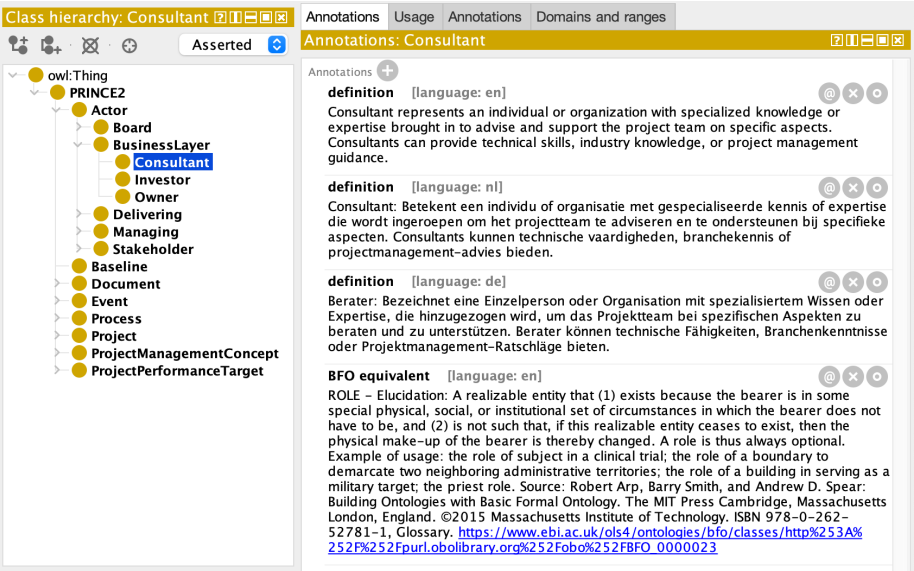 Class hierarchy: Consultant
Asserted
owl:Thing
PRINCE2
Actor
Board
BusinessLayer
Consultant
Investor
Owner
Delivering
Managing
Stakeholder
Baseline
Document
Event
Process
Project
ProjectManagementConcept
ProjectPerformanceTarget
Annotations Usage Annotations Domains and ranges
Annotations: Consultant
Annotations
definition [language: en]
Consultant represents an individual or organization with specialized knowledge or
expertise brought in to advise and support the project team on specific aspects.
Consultants can provide technical skills, industry knowledge, or project management
guidance.
definition [language: nl]
Consultant: Betekent een individu of organisatie met gespecialiseerde kennis of expertise
die wordt ingeroepen om het projectteam te adviseren en te ondersteunen bij specifieke
aspecten. Consultants kunnen technische vaardigheden, branchekennis of
projectmanagement-advies bieden.
definition [language: de]
Berater: Bezeichnet eine Einzelperson oder Organisation mit spezialisiertem Wissen oder
Expertise, die hinzugezogen wird, um das Projektteam bei spezifischen Aspekten zu
beraten und zu unterstützen. Berater können technische Fähigkeiten, Branchenkenntnisse
oder Projektmanagement-Ratschläge bieten.
BFO equivalent [language: en]
ROLE - Elucidation: A realizable entity that (1) exists because the bearer is in some
special physical, social, or institutional set of circumstances in which the bearer does not
have to be, and (2) is not such that, if this realizable entity ceases to exist, then the
physical make-up of the bearer is thereby changed. A role is thus always optional.
Example of usage: the role of subject in a clinical trial; the role of a boundary to
demarcate two neighboring administrative territories; the role of a building in serving as a
military target; the priest role. Source: Robert Arp, Barry Smith, and Andrew D. Spear:
Building Ontologies with Basic Formal Ontology. The MIT Press Cambridge, Massachusetts
London, England. ©2015 Massachusetts Institute of Technology. ISBN 978-0-262-
52781-1, Glossary. https://www.ebi.ac.uk/ols4/ontologies/bfo/classes/http%253A%
252F%252Fpurl.obolibrary.org%252Fobo%252FBFO_0000023